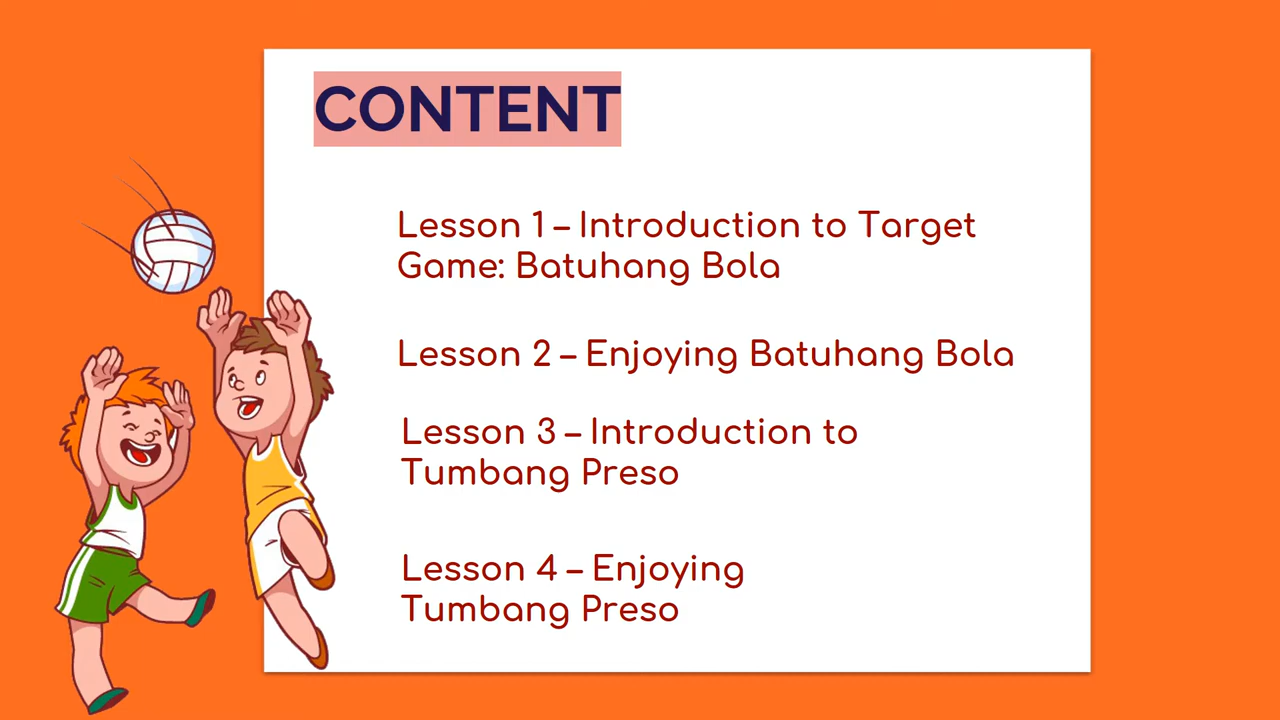 CONTENT
Lesson 1 – Introduction to Target
Game: Batuhang Bola
Lesson 2 – Enjoying Batuhang Bola
Lesson 3 – Introduction to
Tumbang Preso
Lesson 4 – Enjoying
Tumbang Preso